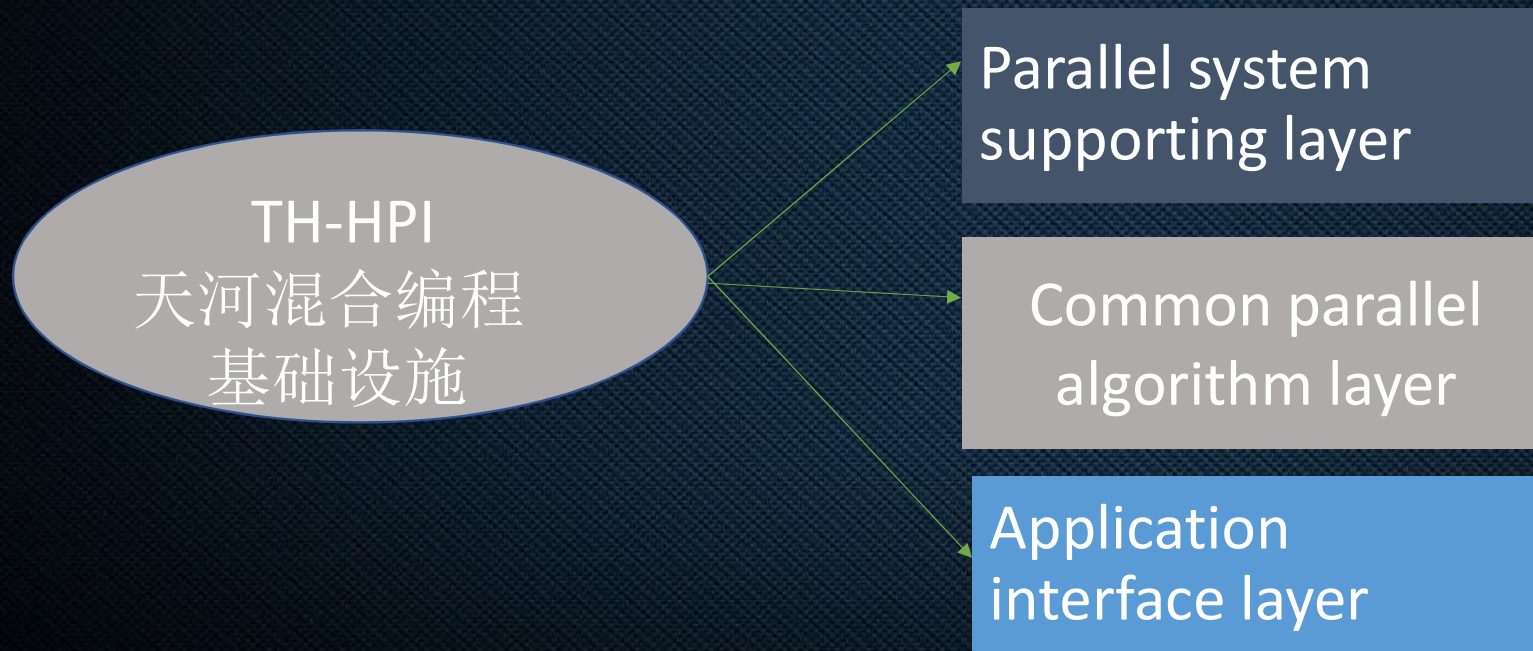 TH-HPI
天河混合编程
基础设施
Parallel system
supporting layer
Common parallel
algorithm layer
Application
interface layer